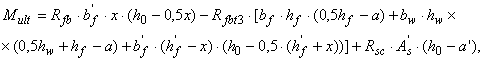 M_ult = R_fb · b'_f · x · (h_0 − 0,5x) − R_fbt3 · [b_f · h_f · (0,5h_f − a) + b_w · h_w ×
× (0,5h_w + h_f − a) + b'_f · (h'_f − x) · (h_0 − 0,5 · (h'_f + x))] + R_sc · A'_s · (h_0 − a'),